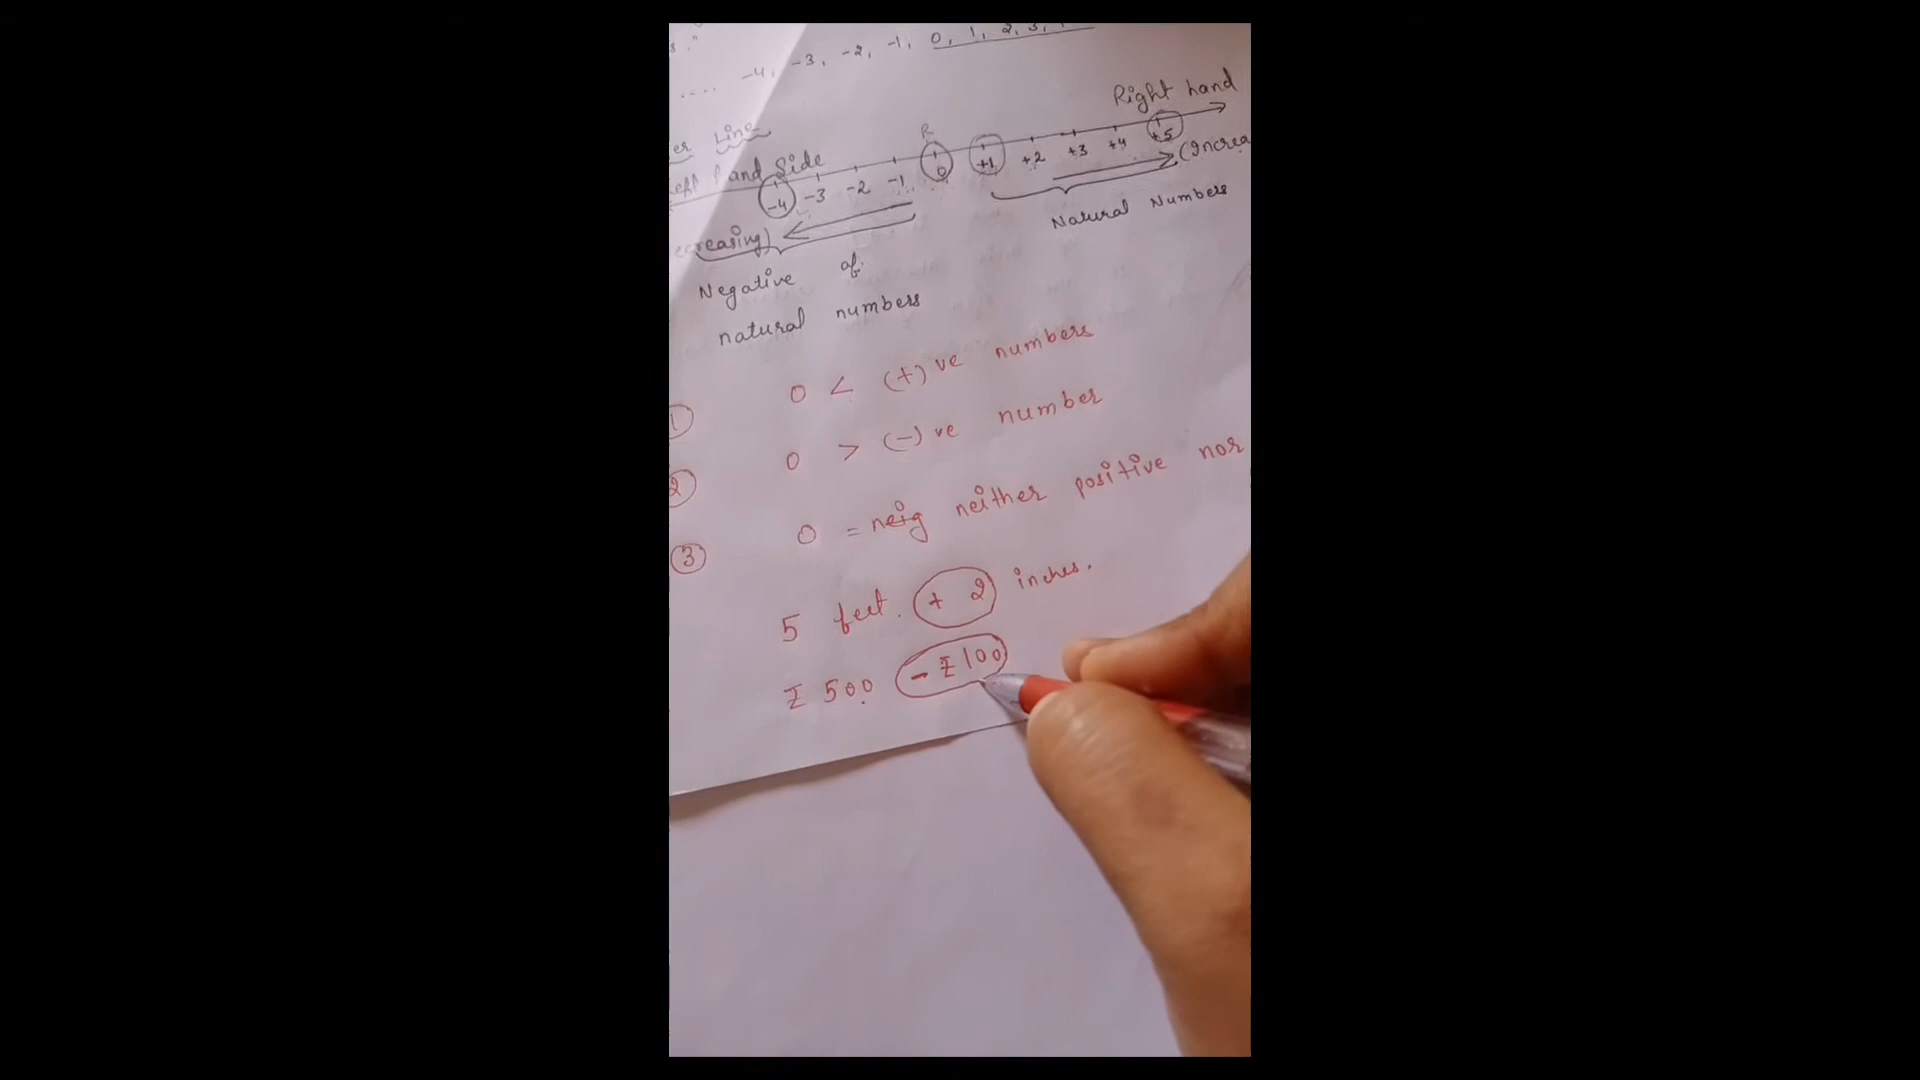 -4, -3, -2, -1, 0, 1, 2, 3,
....
Line
Right hand
Hand Side
R
-4 -3 -2 -1 0 +1 +2 +3 +4 +5
(Increa
ecreasing)
Natural Numbers
Negative of
natural numbers
1 0 < (+)ve numbers
2 0 > (-)ve number
3 0 = neig neither positive nor
5 feet. + 2 inches.
₹ 500 - ₹100